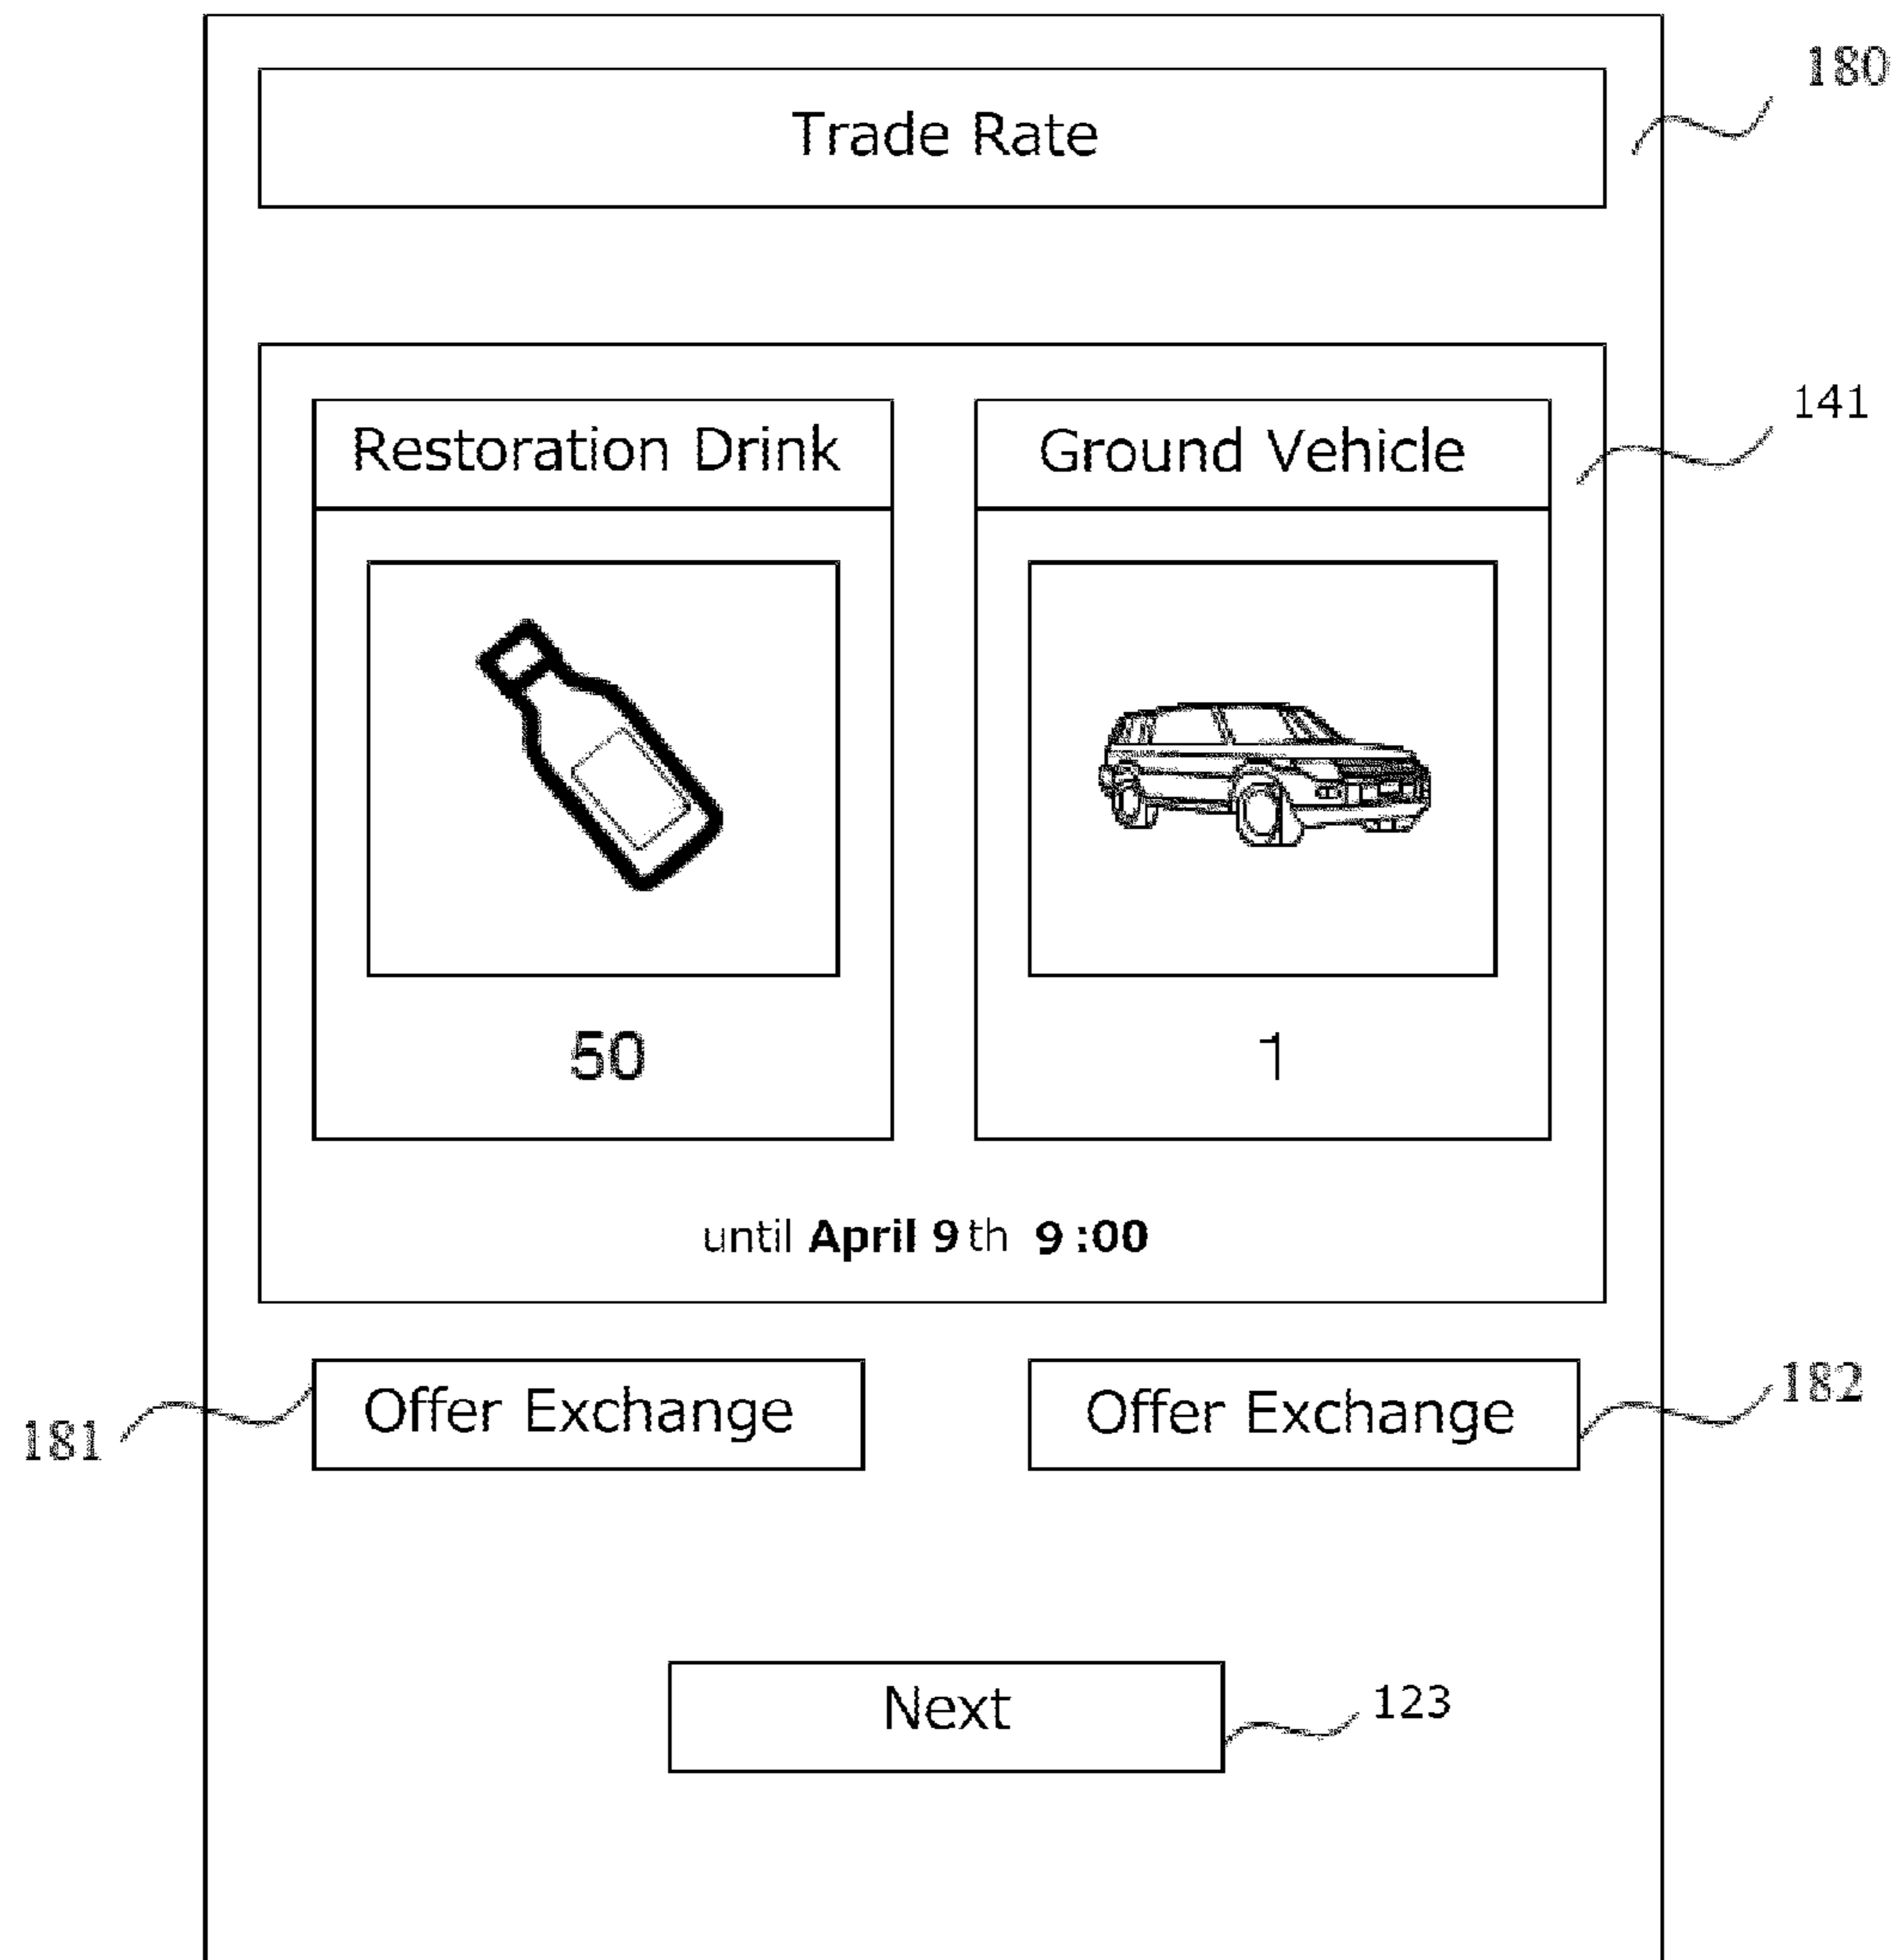 180
Trade Rate
141
Restoration Drink
Ground Vehicle
50
1
until April 9th 9:00
Offer Exchange
Offer Exchange
181
182
Next
123